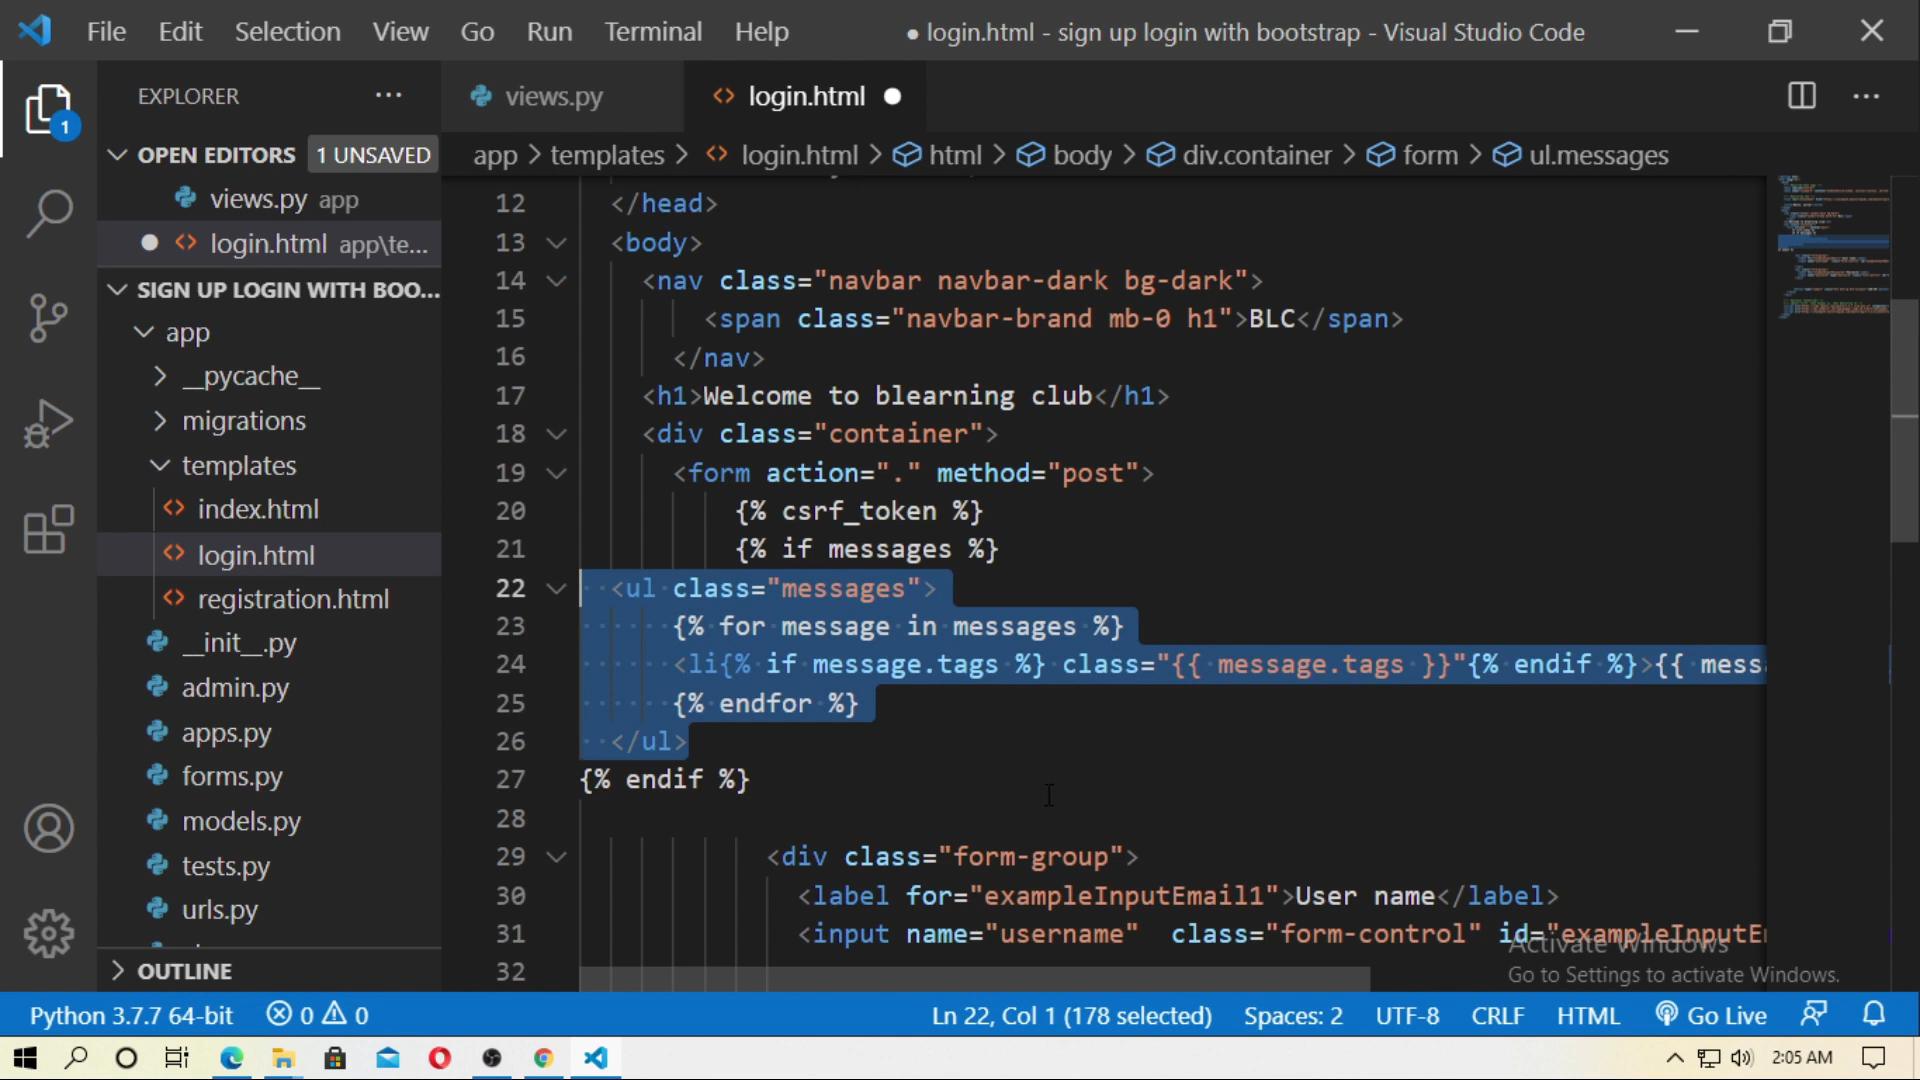 File Edit Selection View Go Run Terminal Help
● login.html - sign up login with bootstrap - Visual Studio Code
EXPLORER ···
1
OPEN EDITORS 1 UNSAVED
views.py app
login.html app\te...
SIGN UP LOGIN WITH BOO...
app
__pycache__
migrations
templates
index.html
login.html
registration.html
__init__.py
admin.py
apps.py
forms.py
models.py
tests.py
urls.py
OUTLINE
views.py login.html
app > templates > login.html > html > body > div.container > form > ul.messages
12 </head>
13 <body>
14 <nav class="navbar navbar-dark bg-dark">
15 <span class="navbar-brand mb-0 h1">BLC</span>
16 </nav>
17 <h1>Welcome to blearning club</h1>
18 <div class="container">
19 <form action="." method="post">
20 {% csrf_token %}
21 {% if messages %}
22 <ul class="messages">
23 {% for message in messages %}
24 <li{% if message.tags %} class="{{ message.tags }}"{% endif %}>{{ messa
25 {% endfor %}
26 </ul>
27 {% endif %}
28
29 <div class="form-group">
30 <label for="exampleInputEmail1">User name</label>
31 <input name="username" class="form-control" id="exampleInputE
32
Activate Windows
Go to Settings to activate Windows.
Python 3.7.7 64-bit 0 0 Ln 22, Col 1 (178 selected) Spaces: 2 UTF-8 CRLF HTML Go Live
2:05 AM